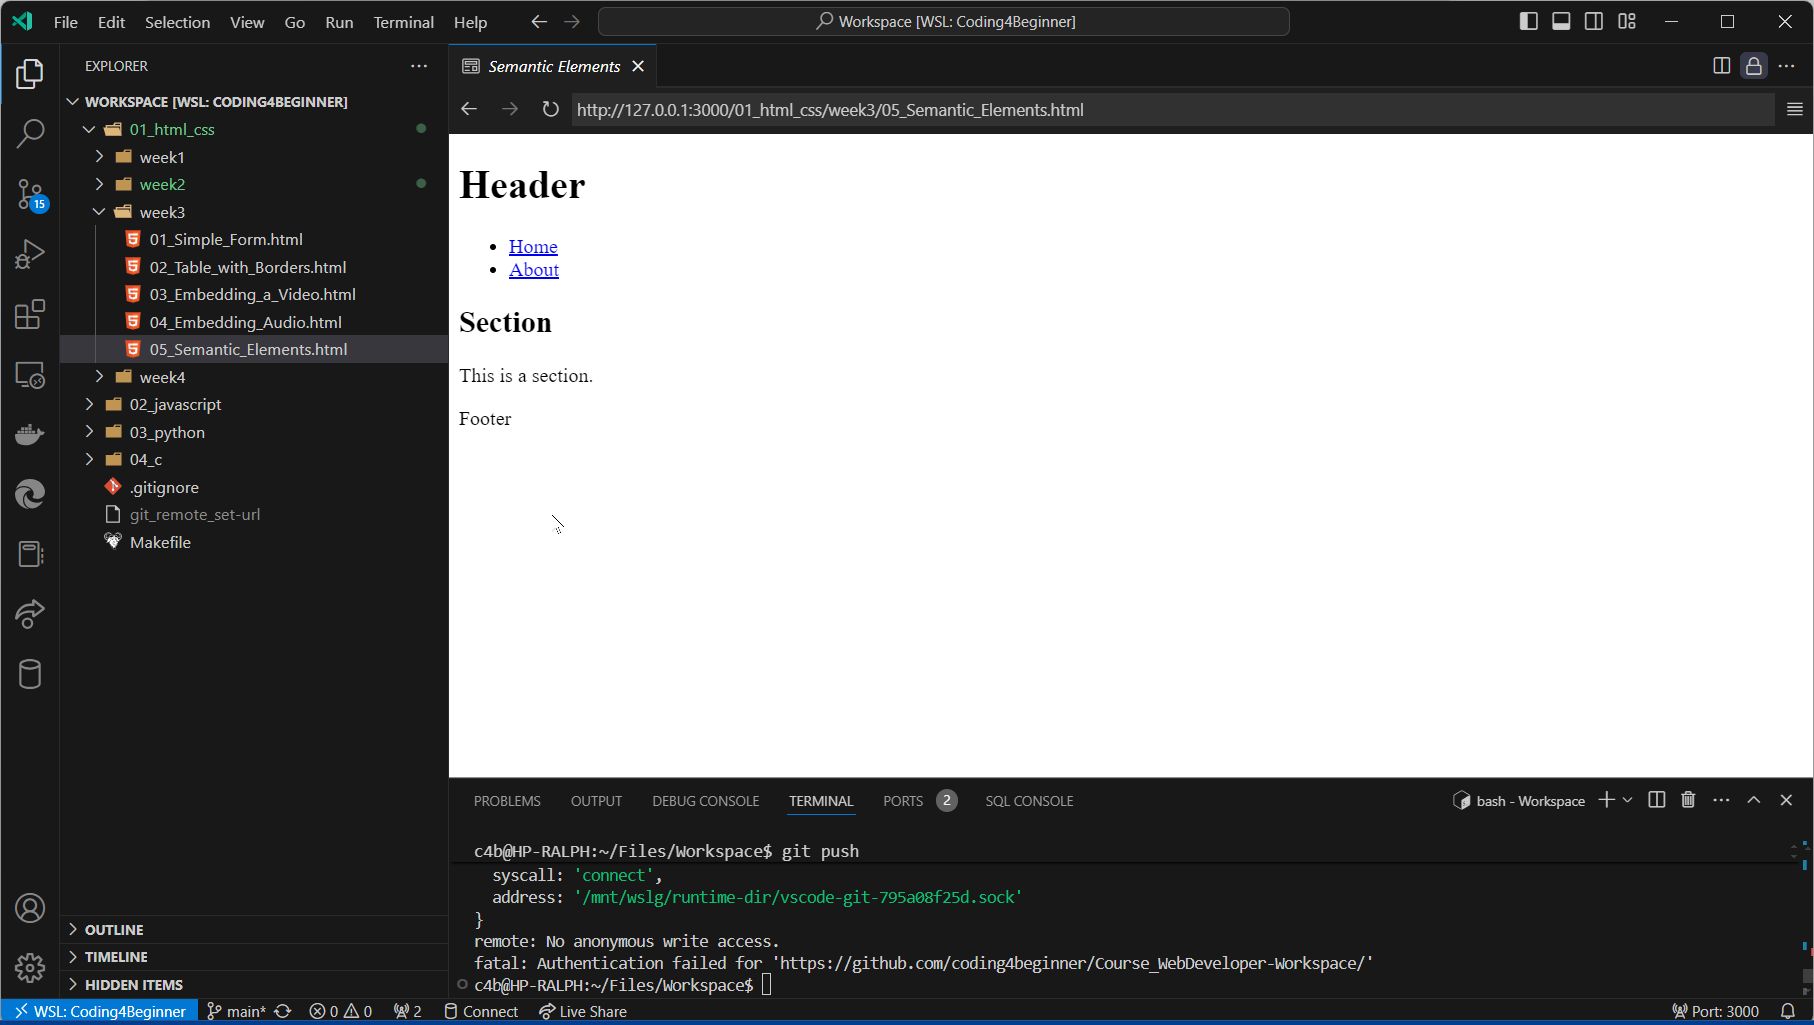 File Edit Selection View Go Run Terminal Help
Workspace [WSL: Coding4Beginner]
EXPLORER
WORKSPACE [WSL: CODING4BEGINNER]
01_html_css
week1
week2
week3
01_Simple_Form.html
02_Table_with_Borders.html
03_Embedding_a_Video.html
04_Embedding_Audio.html
05_Semantic_Elements.html
week4
02_javascript
03_python
04_c
.gitignore
git_remote_set-url
Makefile
15
OUTLINE
TIMELINE
HIDDEN ITEMS
Semantic Elements
http://127.0.0.1:3000/01_html_css/week3/05_Semantic_Elements.html
Header
Home
About
Section
This is a section.
Footer
PROBLEMS OUTPUT DEBUG CONSOLE TERMINAL PORTS 2 SQL CONSOLE
bash - Workspace
c4b@HP-RALPH:~/Files/Workspace$ git push
syscall: 'connect',
address: '/mnt/wslg/runtime-dir/vscode-git-795a08f25d.sock'
}
remote: No anonymous write access.
fatal: Authentication failed for 'https://github.com/coding4beginner/Course_WebDeveloper-Workspace/'
c4b@HP-RALPH:~/Files/Workspace$
WSL: Coding4Beginner main* 0 0 2 Connect Live Share Port: 3000